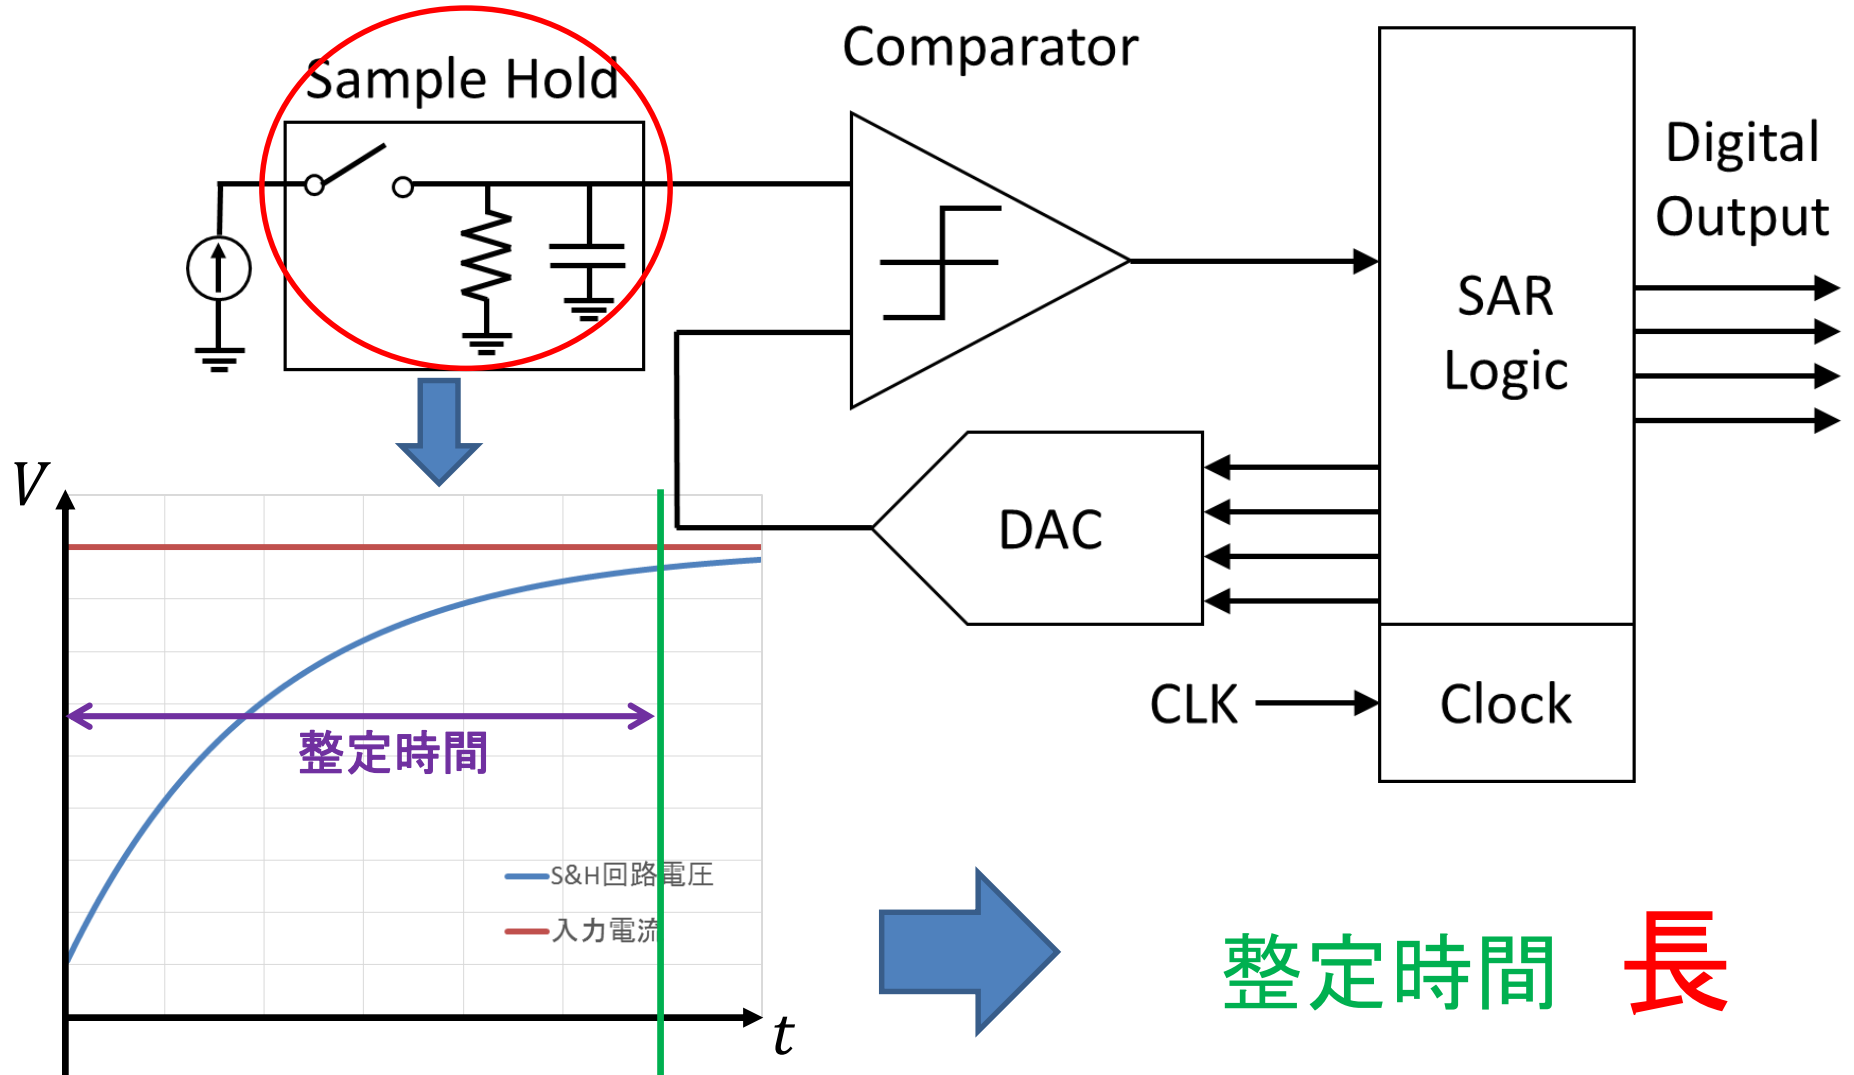 Sample Hold
Comparator
Digital
Output
SAR
Logic
DAC
CLK
Clock
V
整定時間
S&H回路電圧
入力電流
t
整定時間 長